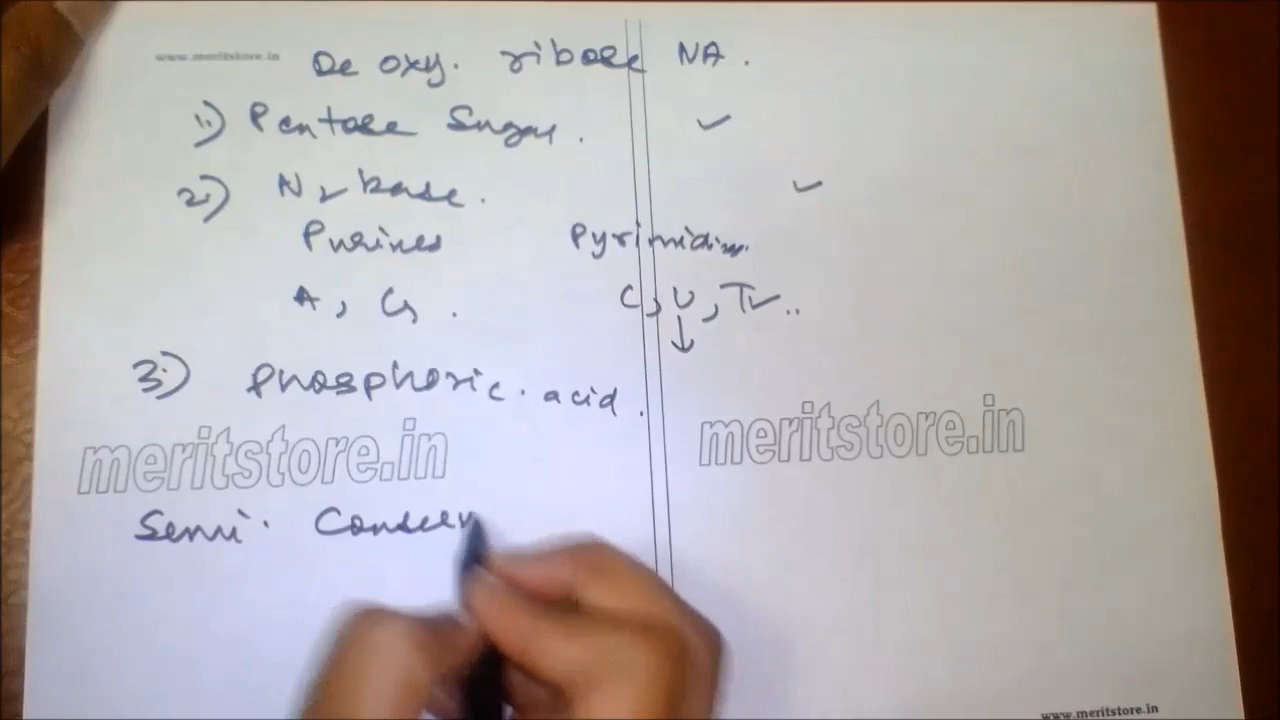 www.meritstore.in
De oxy. ribose NA.
1.) Pentose Sugar.
2.) N2 base.
Purines Pyrimidines
A, G. C, U, T..
3.) Phosphoric. acid.
meritstore.in meritstore.in
Semi. Conserv
www.meritstore.in